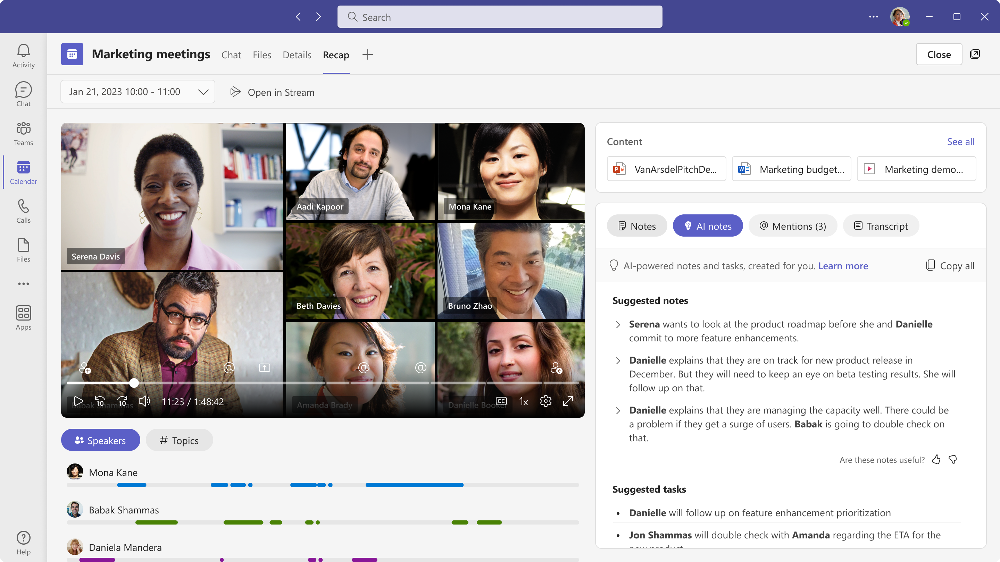 Search
Activity
Chat
Teams
Calendar
Calls
Files
Apps
Help
Marketing meetings
Chat
Files
Details
Recap
Close
Jan 21, 2023 10:00 - 11:00
Open in Stream
Serena Davis
Aadi Kapoor
Mona Kane
Beth Davies
Bruno Zhao
Babak Shammas
Amanda Brady
Danielle Booker
10
10
11:23 / 1:48:42
CC
1x
Speakers
# Topics
Mona Kane
Babak Shammas
Daniela Mandera
Content
See all
VanArsdelPitchDe...
Marketing budget...
Marketing demo...
Notes
AI notes
@ Mentions (3)
Transcript
AI-powered notes and tasks, created for you. Learn more
Copy all
Suggested notes
Serena wants to look at the product roadmap before she and Danielle
commit to more feature enhancements.
Danielle explains that they are on track for new product release in
December. But they will need to keep an eye on beta testing results. She will
follow up on that.
Danielle explains that they are managing the capacity well. There could be
a problem if they get a surge of users. Babak is going to double check on
that.
Are these notes useful?
Suggested tasks
• Danielle will follow up on feature enhancement prioritization
• Jon Shammas will double check with Amanda regarding the ETA for the
new product